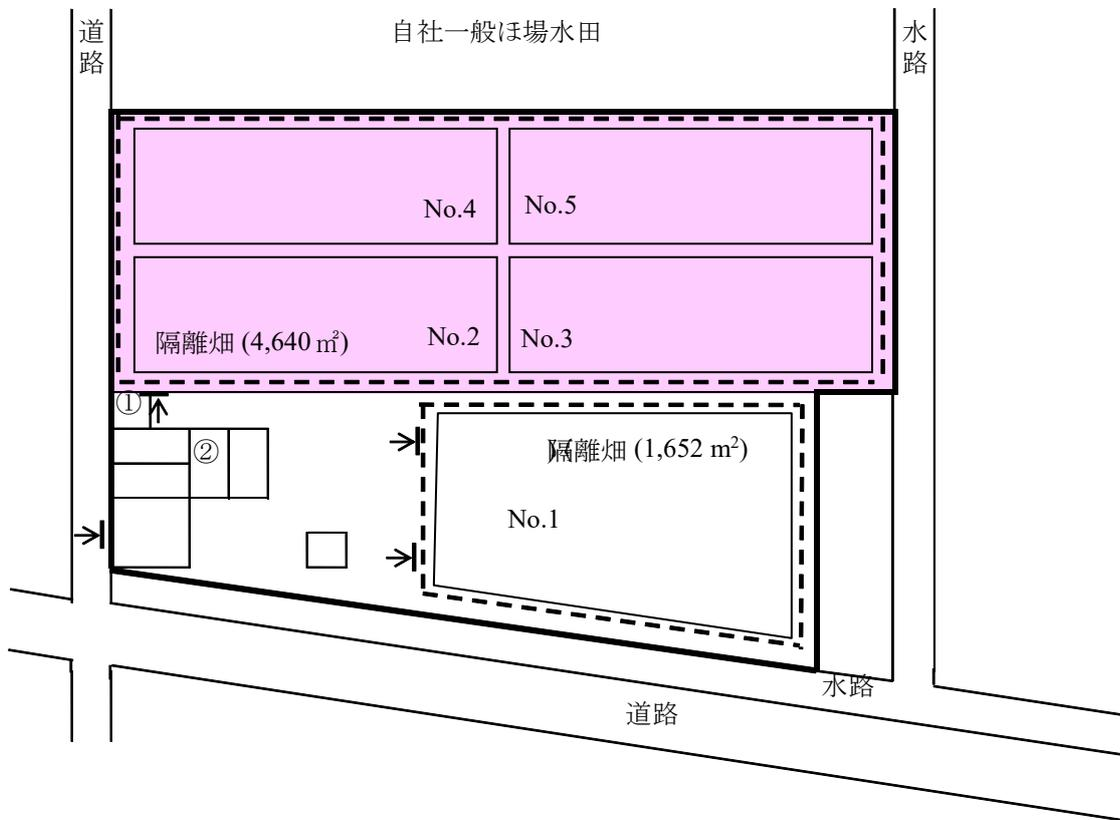 道路
自社一般ほ場水田
水路
No.4
No.5
隔離畑 (4,640 ㎡)
No.2
No.3
①
②
隔離畑 (1,652 m²)
No.1
水路
道路